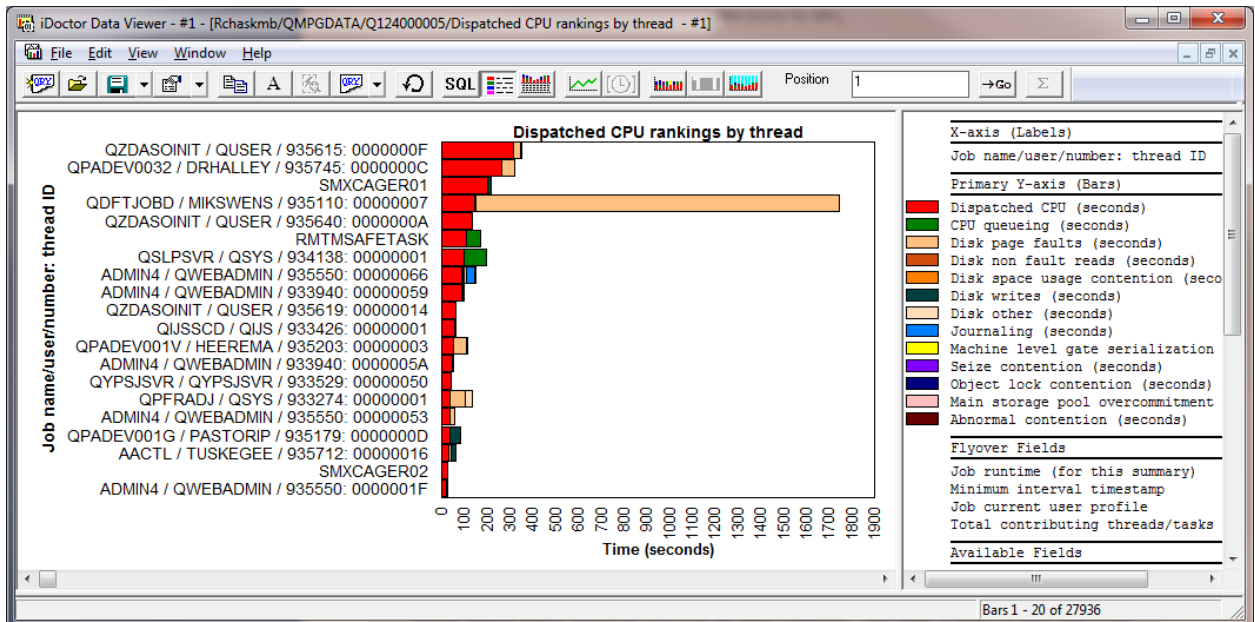 iDoctor Data Viewer - #1 - [Rchaskmb/QMPGDATA/Q124000005/Dispatched CPU rankings by thread - #1]
File Edit View Window Help
QRY A QRY SQL Position 1 →Go Σ
Dispatched CPU rankings by thread
Job name/user/number: thread ID
QZDASOINIT / QUSER / 935615: 0000000F
QPADEV0032 / DRHALLEY / 935745: 0000000C
SMXCAGER01
QDFTJOBD / MIKSWENS / 935110: 00000007
QZDASOINIT / QUSER / 935640: 0000000A
RMTMSAFETASK
QSLPSVR / QSYS / 934138: 00000001
ADMIN4 / QWEBADMIN / 935550: 00000066
ADMIN4 / QWEBADMIN / 933940: 00000059
QZDASOINIT / QUSER / 935619: 00000014
QIJSSCD / QIJS / 933426: 00000001
QPADEV001V / HEEREMA / 935203: 00000003
ADMIN4 / QWEBADMIN / 933940: 0000005A
QYPSJSVR / QYPSJSVR / 933529: 00000050
QPFRADJ / QSYS / 933274: 00000001
ADMIN4 / QWEBADMIN / 935550: 00000053
QPADEV001G / PASTORIP / 935179: 0000000D
AACTL / TUSKEGEE / 935712: 00000016
SMXCAGER02
ADMIN4 / QWEBADMIN / 935550: 0000001F
0 100 200 300 400 500 600 700 800 900 1000 1100 1200 1300 1400 1500 1600 1700 1800 1900
Time (seconds)
X-axis (Labels)
Job name/user/number: thread ID
Primary Y-axis (Bars)
Dispatched CPU (seconds)
CPU queueing (seconds)
Disk page faults (seconds)
Disk non fault reads (seconds)
Disk space usage contention (seco
Disk writes (seconds)
Disk other (seconds)
Journaling (seconds)
Machine level gate serialization
Seize contention (seconds)
Object lock contention (seconds)
Main storage pool overcommitment
Abnormal contention (seconds)
Flyover Fields
Job runtime (for this summary)
Minimum interval timestamp
Job current user profile
Total contributing threads/tasks
Available Fields
Bars 1 - 20 of 27936